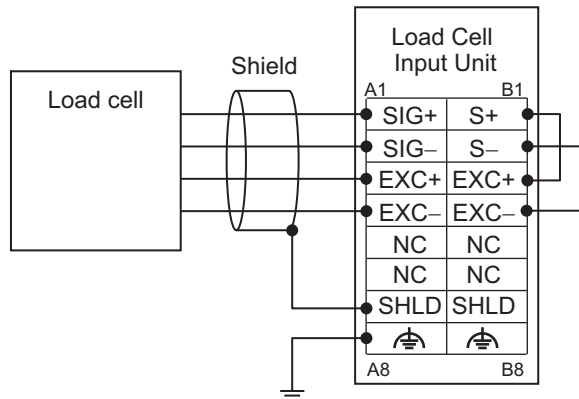 Load cell
Shield
Load Cell
Input Unit
A1 B1
SIG+ S+
SIG− S−
EXC+ EXC+
EXC− EXC−
NC NC
NC NC
SHLD SHLD
A8 B8